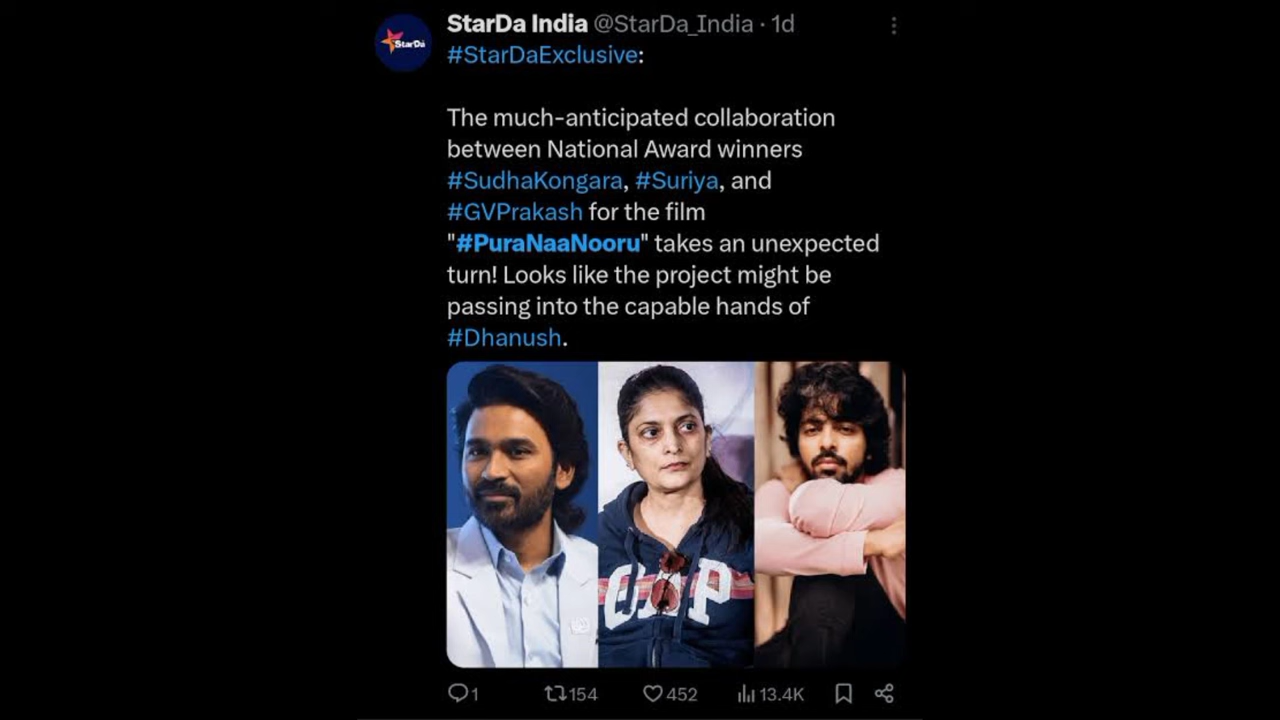 StarDa
StarDa India @StarDa_India · 1d
#StarDaExclusive:
The much-anticipated collaboration
between National Award winners
#SudhaKongara, #Suriya, and
#GVPrakash for the film
"#PuraNaaNooru" takes an unexpected
turn! Looks like the project might be
passing into the capable hands of
#Dhanush.
GAP
1 154 452 13.4K